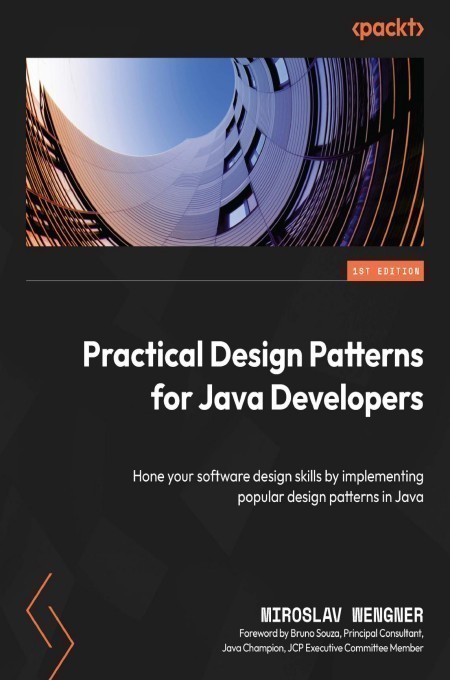 <packt>
1ST EDITION
Practical Design Patterns
for Java Developers
Hone your software design skills by implementing
popular design patterns in Java
MIROSLAV WENGNER
Foreword by Bruno Souza, Principal Consultant,
Java Champion, JCP Executive Committee Member